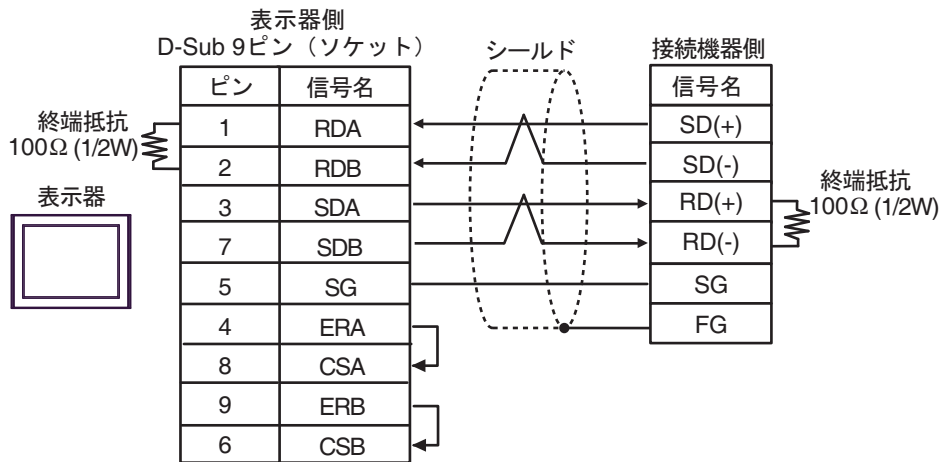 表示器側
D-Sub 9ピン（ソケット）
シールド
接続機器側
ピン 信号名
信号名
終端抵抗
100Ω (1/2W)
1 RDA
SD(+)
2 RDB
SD(-)
表示器
3 SDA
RD(+)
終端抵抗
100Ω (1/2W)
7 SDB
RD(-)
5 SG
SG
4 ERA
FG
8 CSA
9 ERB
6 CSB